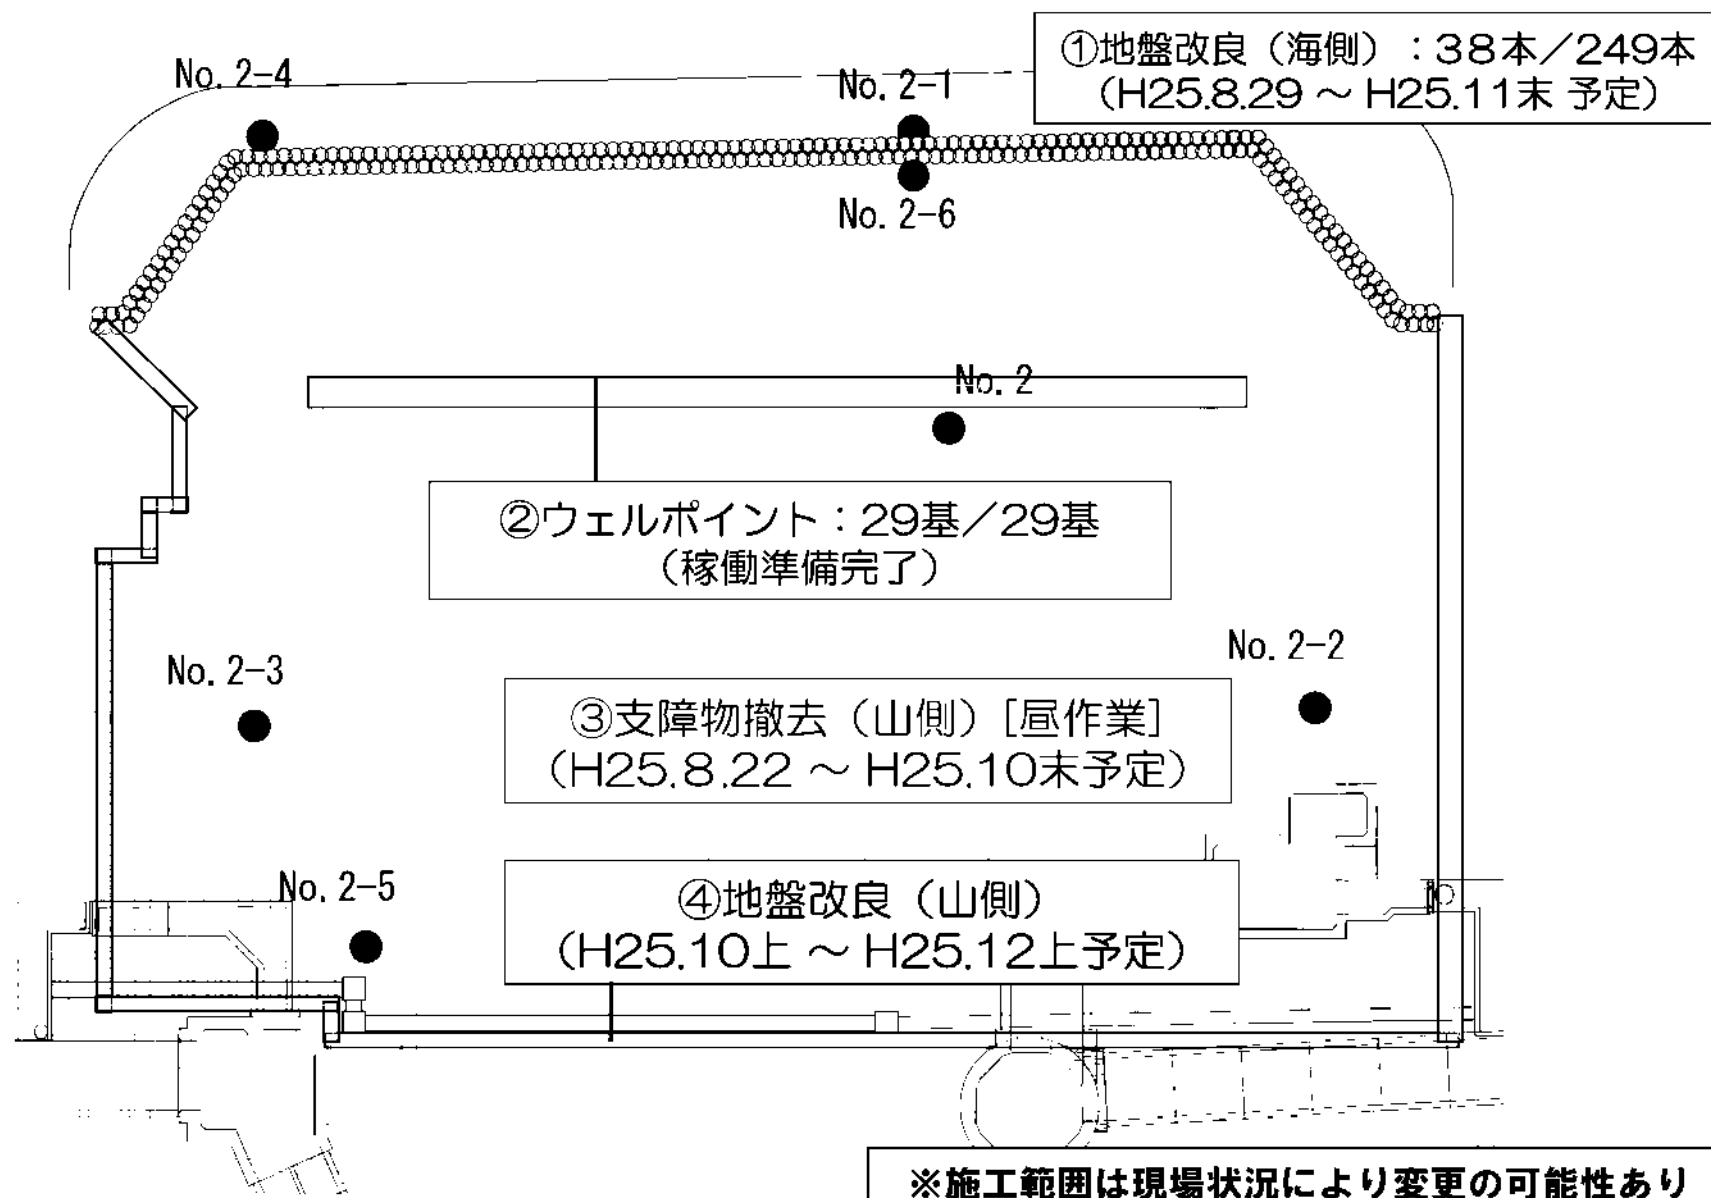 ①地盤改良（海側）：38本／249本
（H25.8.29 ～ H25.11末 予定）
No. 2-4
No. 2-1
No. 2-6
No. 2
②ウェルポイント：29基／29基
（稼働準備完了）
No. 2-3
No. 2-2
③支障物撤去（山側）[昼作業]
（H25.8.22 ～ H25.10末予定）
No. 2-5
④地盤改良（山側）
（H25.10上 ～ H25.12上予定）
※施工範囲は現場状況により変更の可能性あり